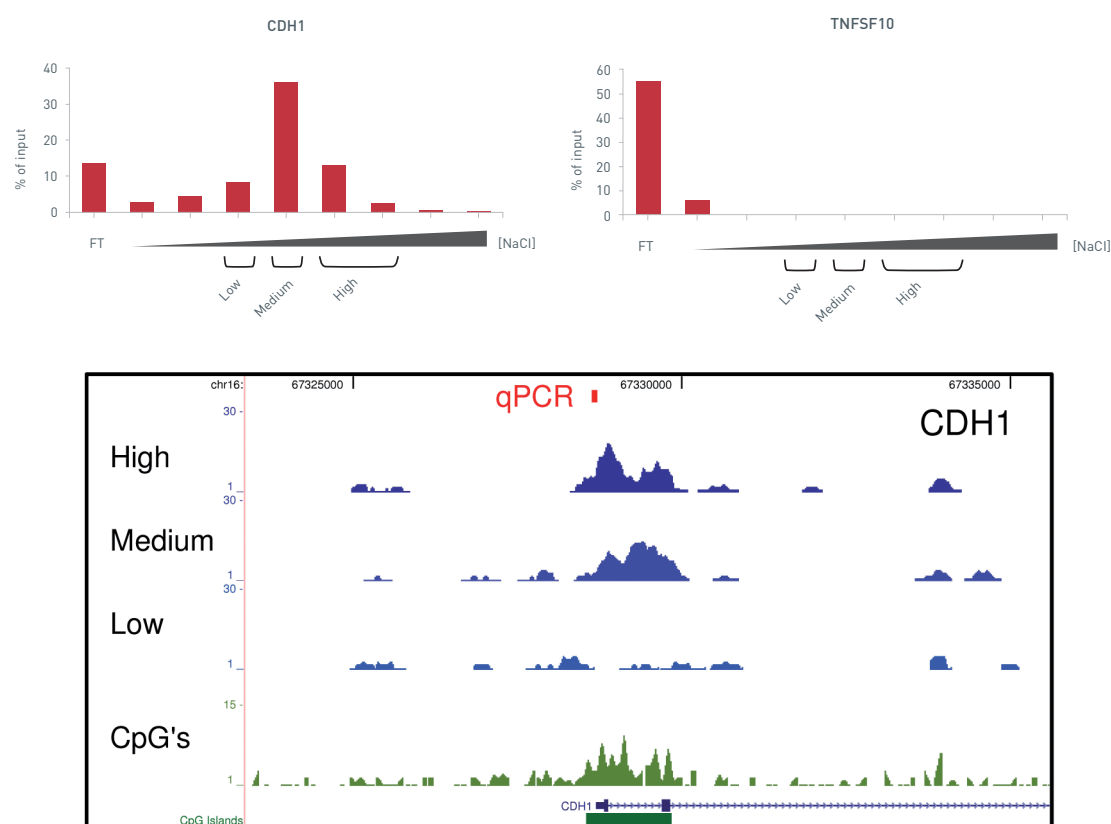 CDH1
40
30
20
10
0
% of input
FT
[NaCl]
Low
Medium
High
TNFSF10
60
50
40
30
20
10
0
% of input
FT
[NaCl]
Low
Medium
High
chr16: 67325000 67330000 67335000
qPCR
CDH1
30
High
1
30
Medium
1
30
Low
1
15
CpG's
1
CDH1
CpG Islands